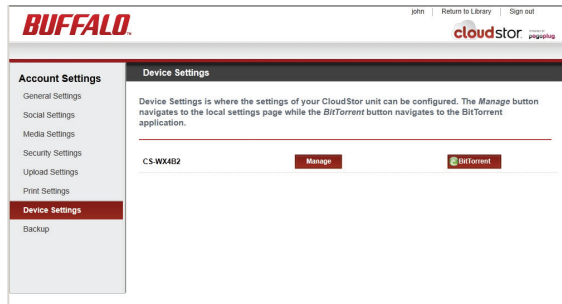 john | Return to Library | Sign out
BUFFALO
cloudstor pogoplug
Account Settings
Device Settings
General Settings
Social Settings
Media Settings
Security Settings
Upload Settings
Print Settings
Device Settings
Backup
Device Settings is where the settings of your CloudStor unit can be configured. The Manage button
navigates to the local settings page while the BitTorrent button navigates to the BitTorrent
application.
CS-WX4B2 Manage BitTorrent